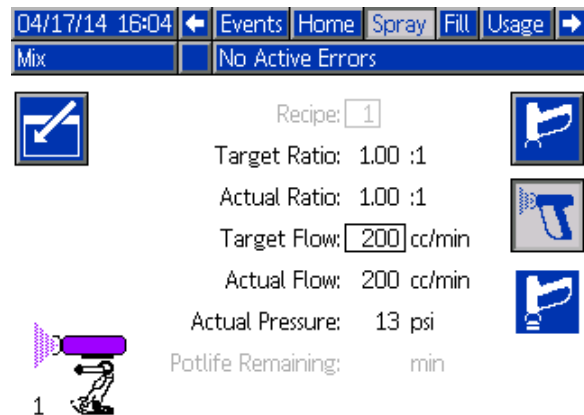 04/17/14 16:04 Events Home Spray Fill Usage
Mix No Active Errors
Recipe: 1
Target Ratio: 1.00 :1
Actual Ratio: 1.00 :1
Target Flow: 200 cc/min
Actual Flow: 200 cc/min
Actual Pressure: 13 psi
Potlife Remaining: min
1